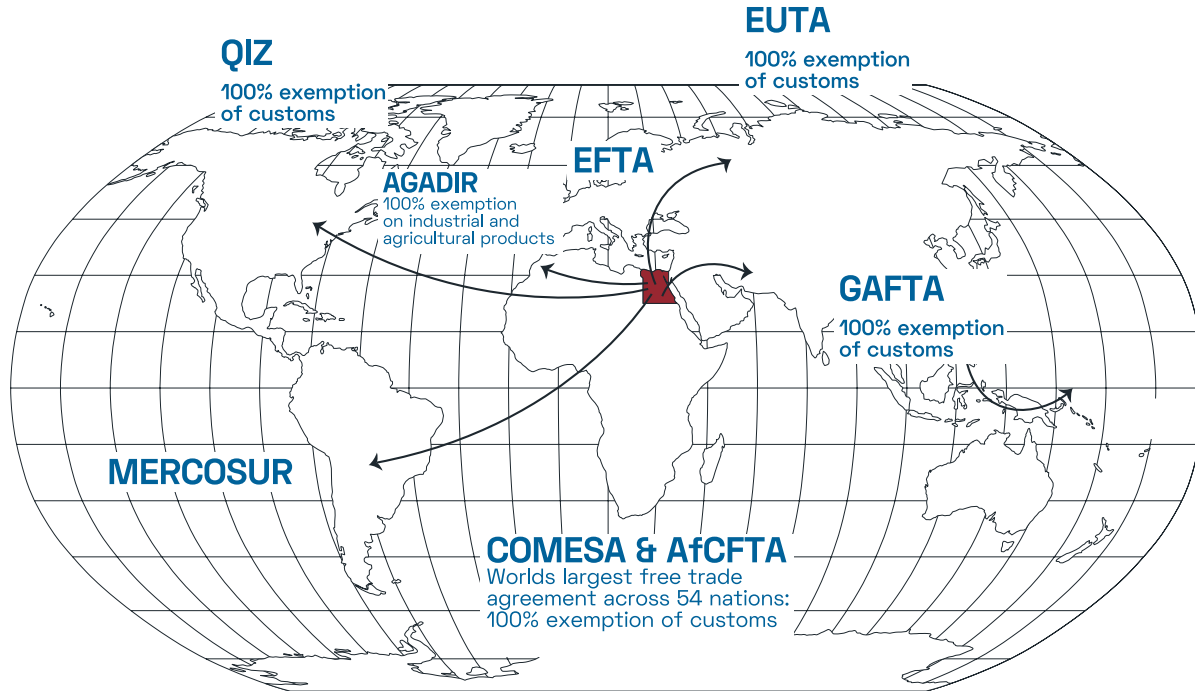 EUTA
100% exemption
of customs
QIZ
100% exemption
of customs
EFTA
AGADIR
100% exemption
on industrial and
agricultural products
GAFTA
100% exemption
of customs
MERCOSUR
COMESA & AfCFTA
Worlds largest free trade
agreement across 54 nations:
100% exemption of customs